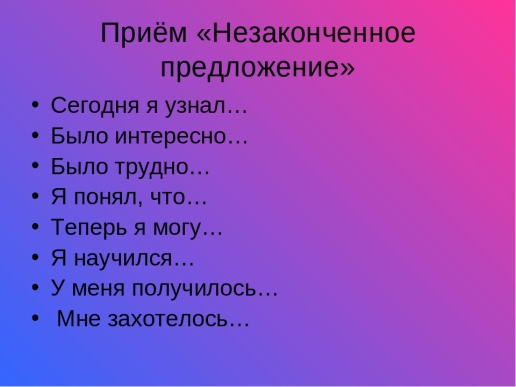 Приём «Незаконченное
предложение»
• Сегодня я узнал…
• Было интересно…
• Было трудно…
• Я понял, что…
• Теперь я могу…
• Я научился…
• У меня получилось…
• Мне захотелось…